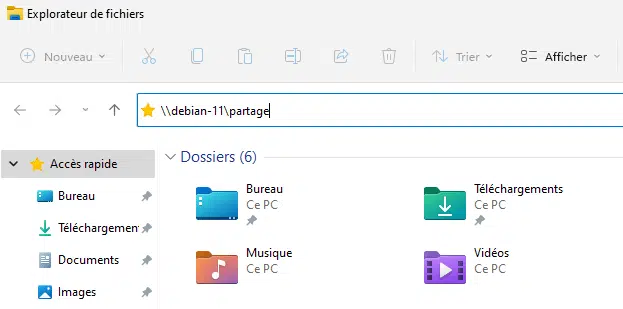 Explorateur de fichiers
Nouveau
Trier
Afficher
\\debian-11\partage
Accès rapide
Bureau
Téléchargemen
Documents
Images
Dossiers (6)
Bureau
Ce PC
Téléchargements
Ce PC
Musique
Ce PC
Vidéos
Ce PC